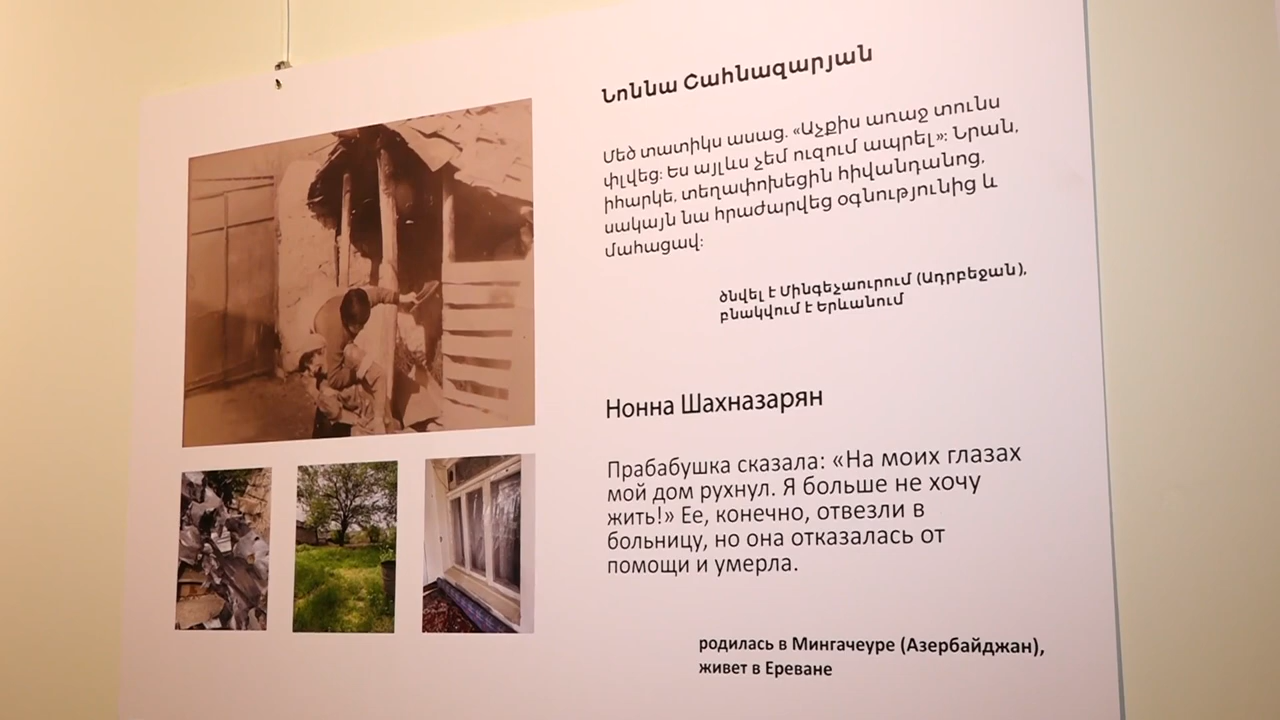 Նոննա Շահնազարյան
Մեծ տատիկս ասաց. «Աչքիս առաջ տունս
փլվեց: Ես այլևս չեմ ուզում ապրել»: Նրան,
իհարկե, տեղափոխեցին հիվանդանոց,
սակայն նա հրաժարվեց օգնությունից և
մահացավ:
ծնվել է Մինգեչաուրում (Ադրբեջան),
բնակվում է Երևանում
Нонна Шахназарян
Прабабушка сказала: «На моих глазах
мой дом рухнул. Я больше не хочу
жить!» Ее, конечно, отвезли в
больницу, но она отказалась от
помощи и умерла.
родилась в Мингачеуре (Азербайджан),
живет в Ереване